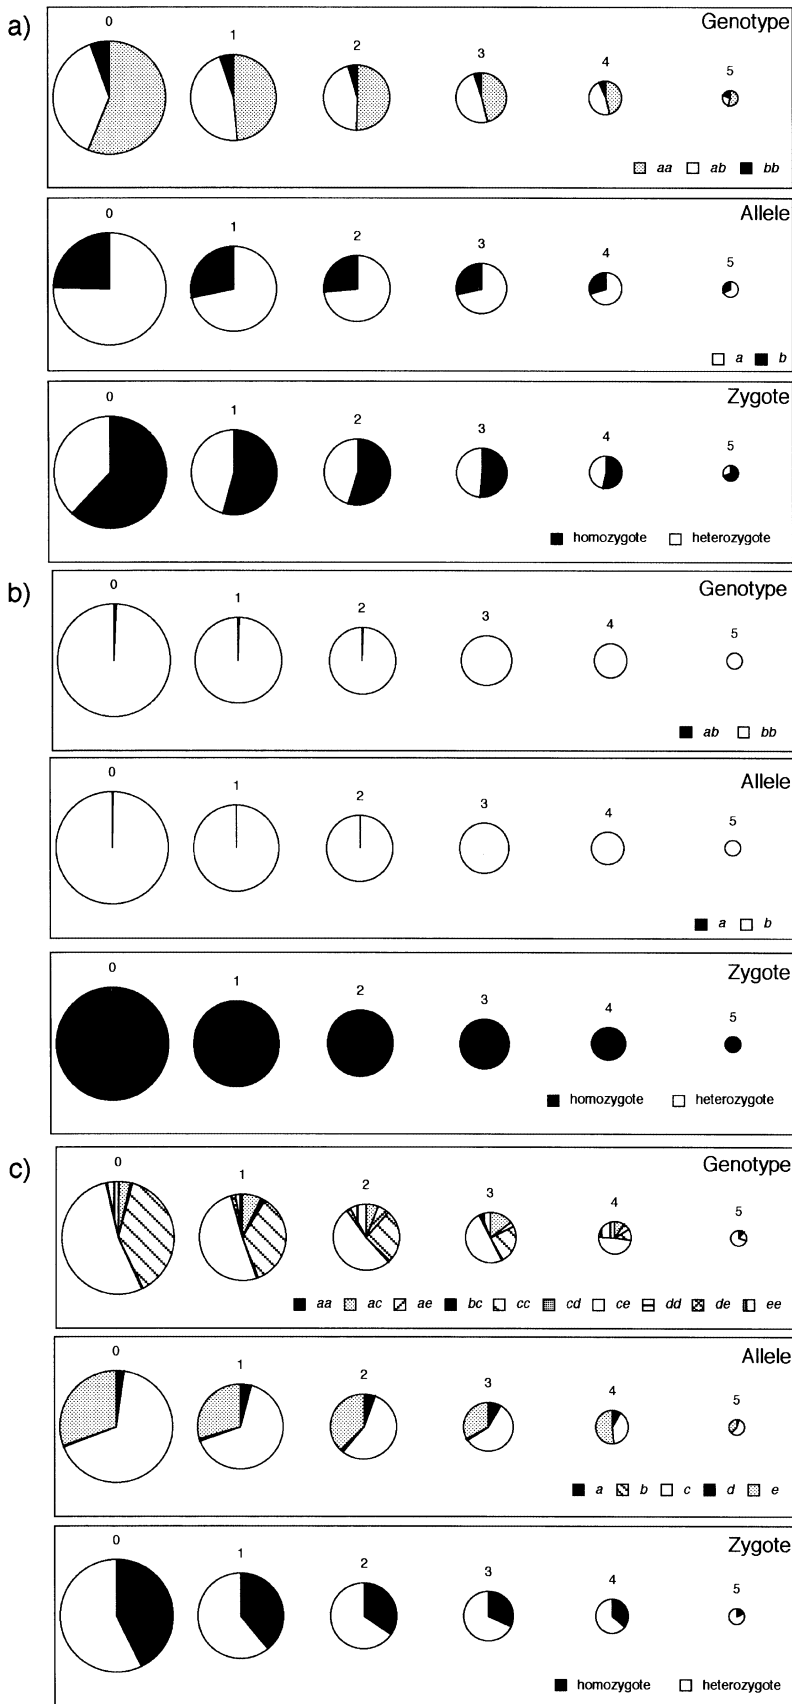 a)
Genotype
0 1 2 3 4 5
aa ab bb
Allele
0 1 2 3 4 5
a b
Zygote
0 1 2 3 4 5
homozygote heterozygote
b)
Genotype
0 1 2 3 4 5
ab bb
Allele
0 1 2 3 4 5
a b
Zygote
0 1 2 3 4 5
homozygote heterozygote
c)
Genotype
0 1 2 3 4 5
aa ac ae bc cc cd ce dd de ee
Allele
0 1 2 3 4 5
a b c d e
Zygote
0 1 2 3 4 5
homozygote heterozygote